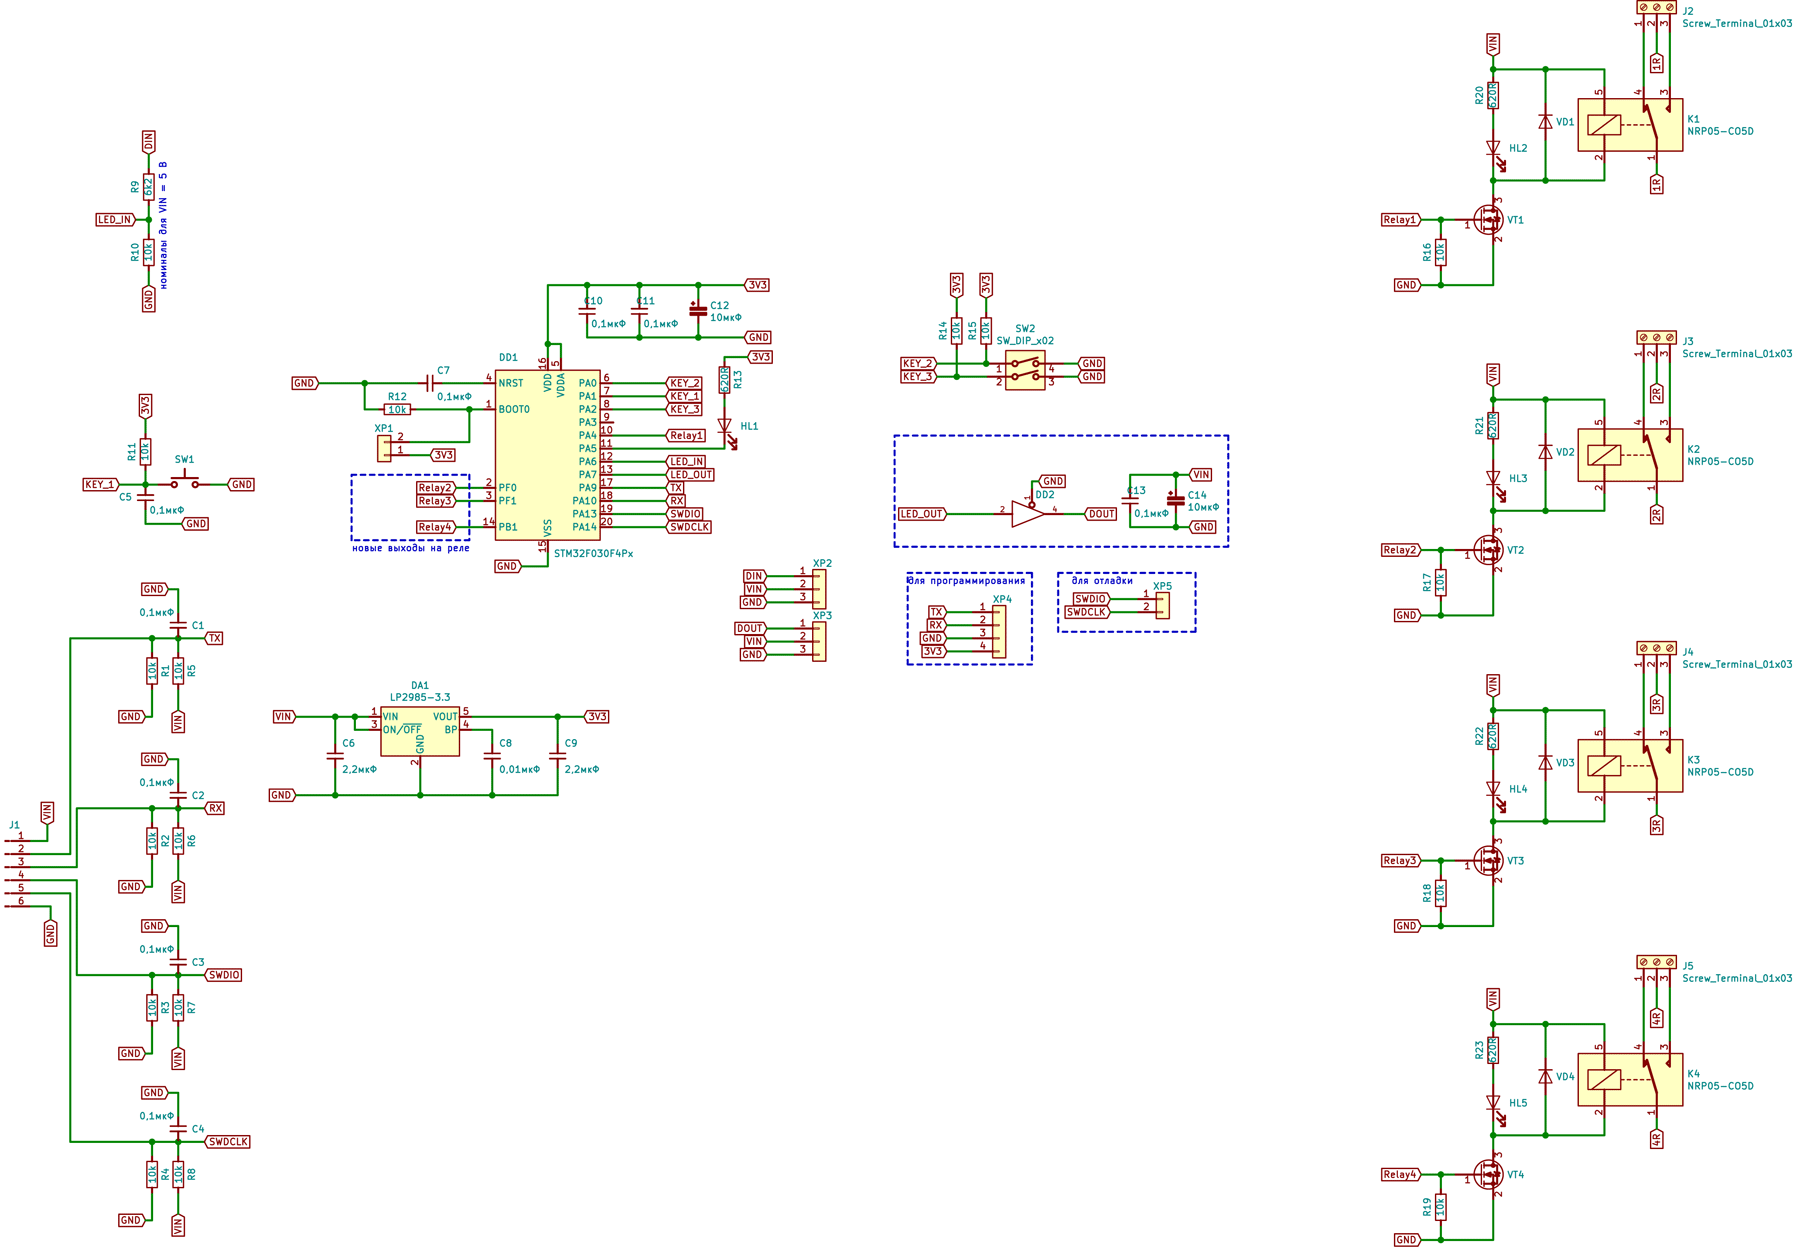 DIN
R9
6k2
LED_IN
R10
10k
GND
номиналы для VIN = 5 В
3V3
R11
10k
SW1
KEY_1
GND
C5
0,1мкФ
GND
GND
0,1мкФ
C1
TX
10k
R1
10k
R5
GND
VIN
GND
0,1мкФ
C2
RX
10k
R2
10k
R6
GND
VIN
VIN
J1
1
2
3
4
5
6
GND
GND
0,1мкФ
C3
SWDIO
10k
R3
10k
R7
GND
VIN
GND
0,1мкФ
C4
SWDCLK
10k
R4
10k
R8
GND
VIN
3V3
C10
C11
C12
0,1мкФ
0,1мкФ
10мкФ
GND
DD1
16
5
VDD
VDDA
GND
C7
0,1мкФ
4 NRST
R12
10k
1 BOOT0
XP1
2
1
3V3
Relay2
2 PF0
Relay3
3 PF1
Relay4
14 PB1
новые выходы на реле
VSS
15
GND
STM32F030F4Px
PA0 6 KEY_2
PA1 7 KEY_1
PA2 8 KEY_3
PA3 9
PA4 10 Relay1
PA5 11
PA6 12 LED_IN
PA7 13 LED_OUT
PA9 17 TX
PA10 18 RX
PA13 19 SWDIO
PA14 20 SWDCLK
3V3
620R
R13
HL1
DA1
LP2985-3.3
VIN
1 VIN
VOUT 5
3V3
3 ON/OFF
BP 4
GND
2
C6
2,2мкФ
C8
0,01мкФ
C9
2,2мкФ
GND
XP2
DIN 1
VIN 2
GND 3
XP3
DOUT 1
VIN 2
GND 3
3V3
3V3
R14
10k
R15
10k
SW2
SW_DIP_x02
KEY_2 1
4 GND
KEY_3 2
3 GND
GND
1
DD2
LED_OUT 2
4 DOUT
VIN
C13
0,1мкФ
C14
10мкФ
GND
для программирования
XP4
TX 1
RX 2
GND 3
3V3 4
для отладки
XP5
SWDIO 1
SWDCLK 2
J2
Screw_Terminal_01x03
1
2
3
1R
VIN
R20
620R
HL2
VD1
5
4
3
K1
NRP05-C05D
2
1
1R
Relay1
1
3
2
VT1
R16
10k
GND
J3
Screw_Terminal_01x03
1
2
3
2R
VIN
R21
620R
HL3
VD2
5
4
3
K2
NRP05-C05D
2
1
2R
Relay2
1
3
2
VT2
R17
10k
GND
J4
Screw_Terminal_01x03
1
2
3
3R
VIN
R22
620R
HL4
VD3
5
4
3
K3
NRP05-C05D
2
1
3R
Relay3
1
3
2
VT3
R18
10k
GND
J5
Screw_Terminal_01x03
1
2
3
4R
VIN
R23
620R
HL5
VD4
5
4
3
K4
NRP05-C05D
2
1
4R
Relay4
1
3
2
VT4
R19
10k
GND